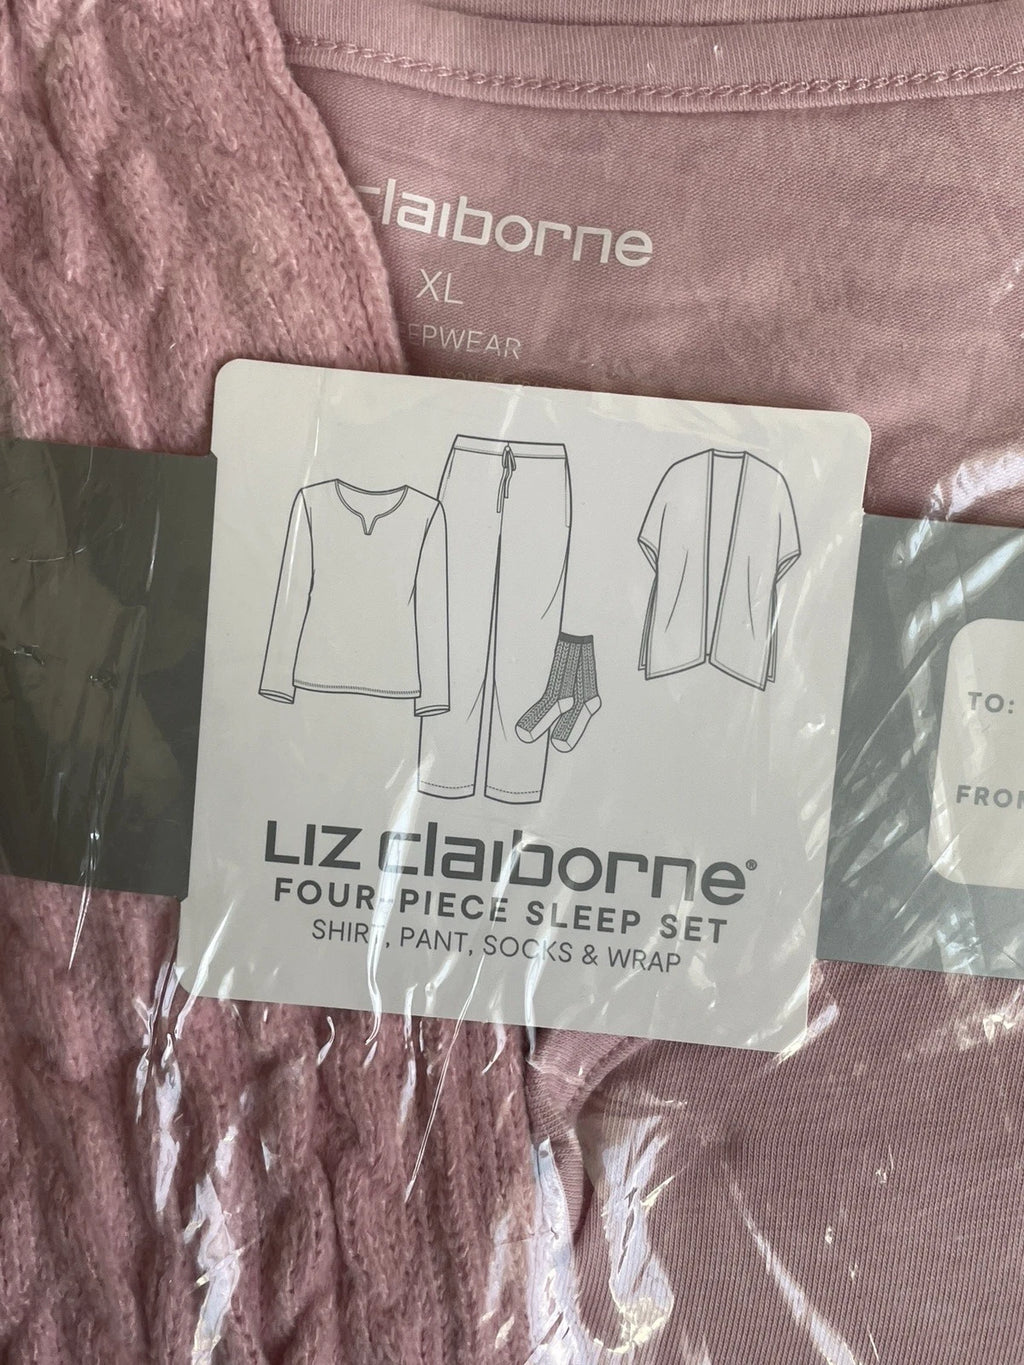 claiborne
XL
EPWEAR
LIZ claiborne®
FOUR-PIECE SLEEP SET
SHIRT, PANT, SOCKS & WRAP
TO:
FROM